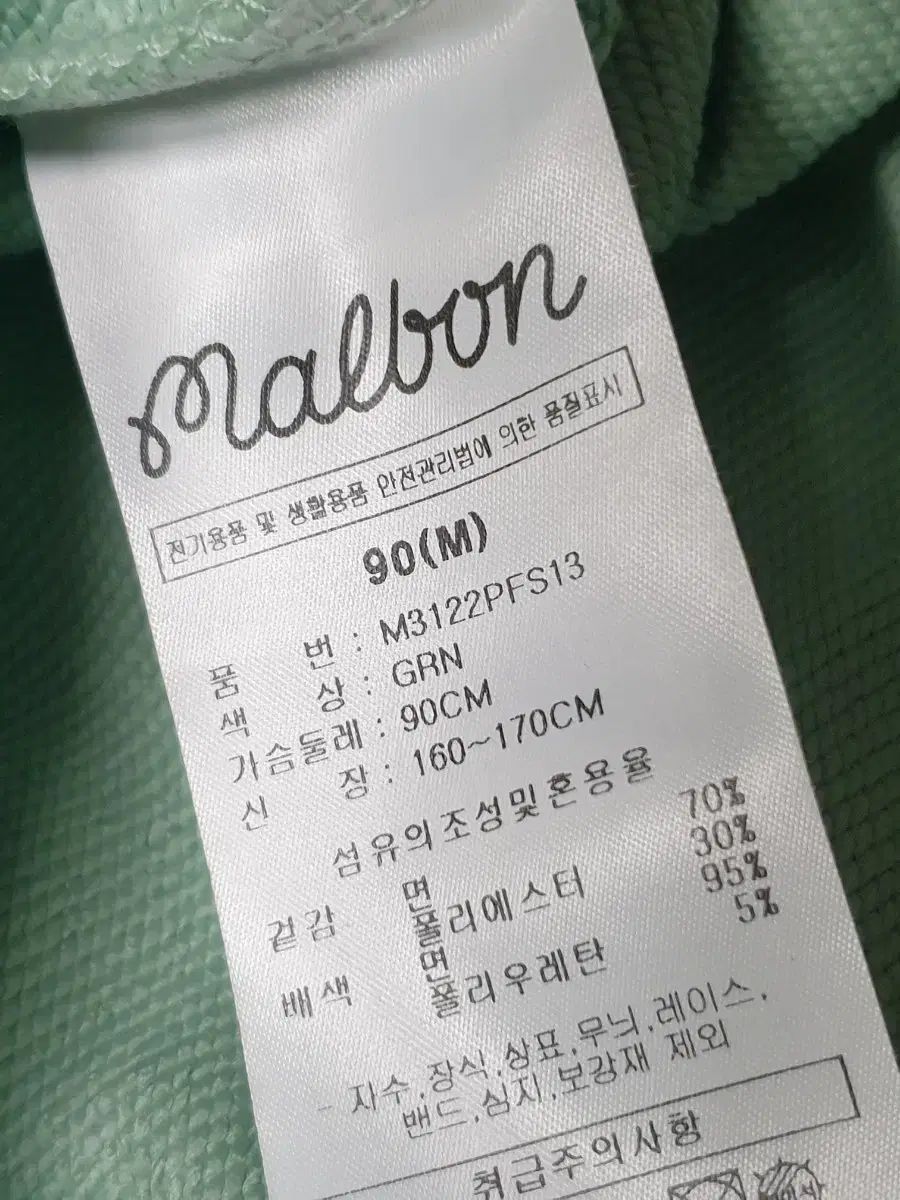 malbon
전기용품 및 생활용품 안전관리법에 의한 품질표시
90(M)
품 번 : M3122PFS13
색 상 : GRN
가슴둘레 : 90CM
신 장 : 160~170CM
섬유의조성및혼용율
겉감 면 70%
폴리에스터 30%
배색 면 95%
폴리우레탄 5%
- 자수,장식,상표,무늬,레이스,
밴드,심지,보강재 제외
취급주의사항